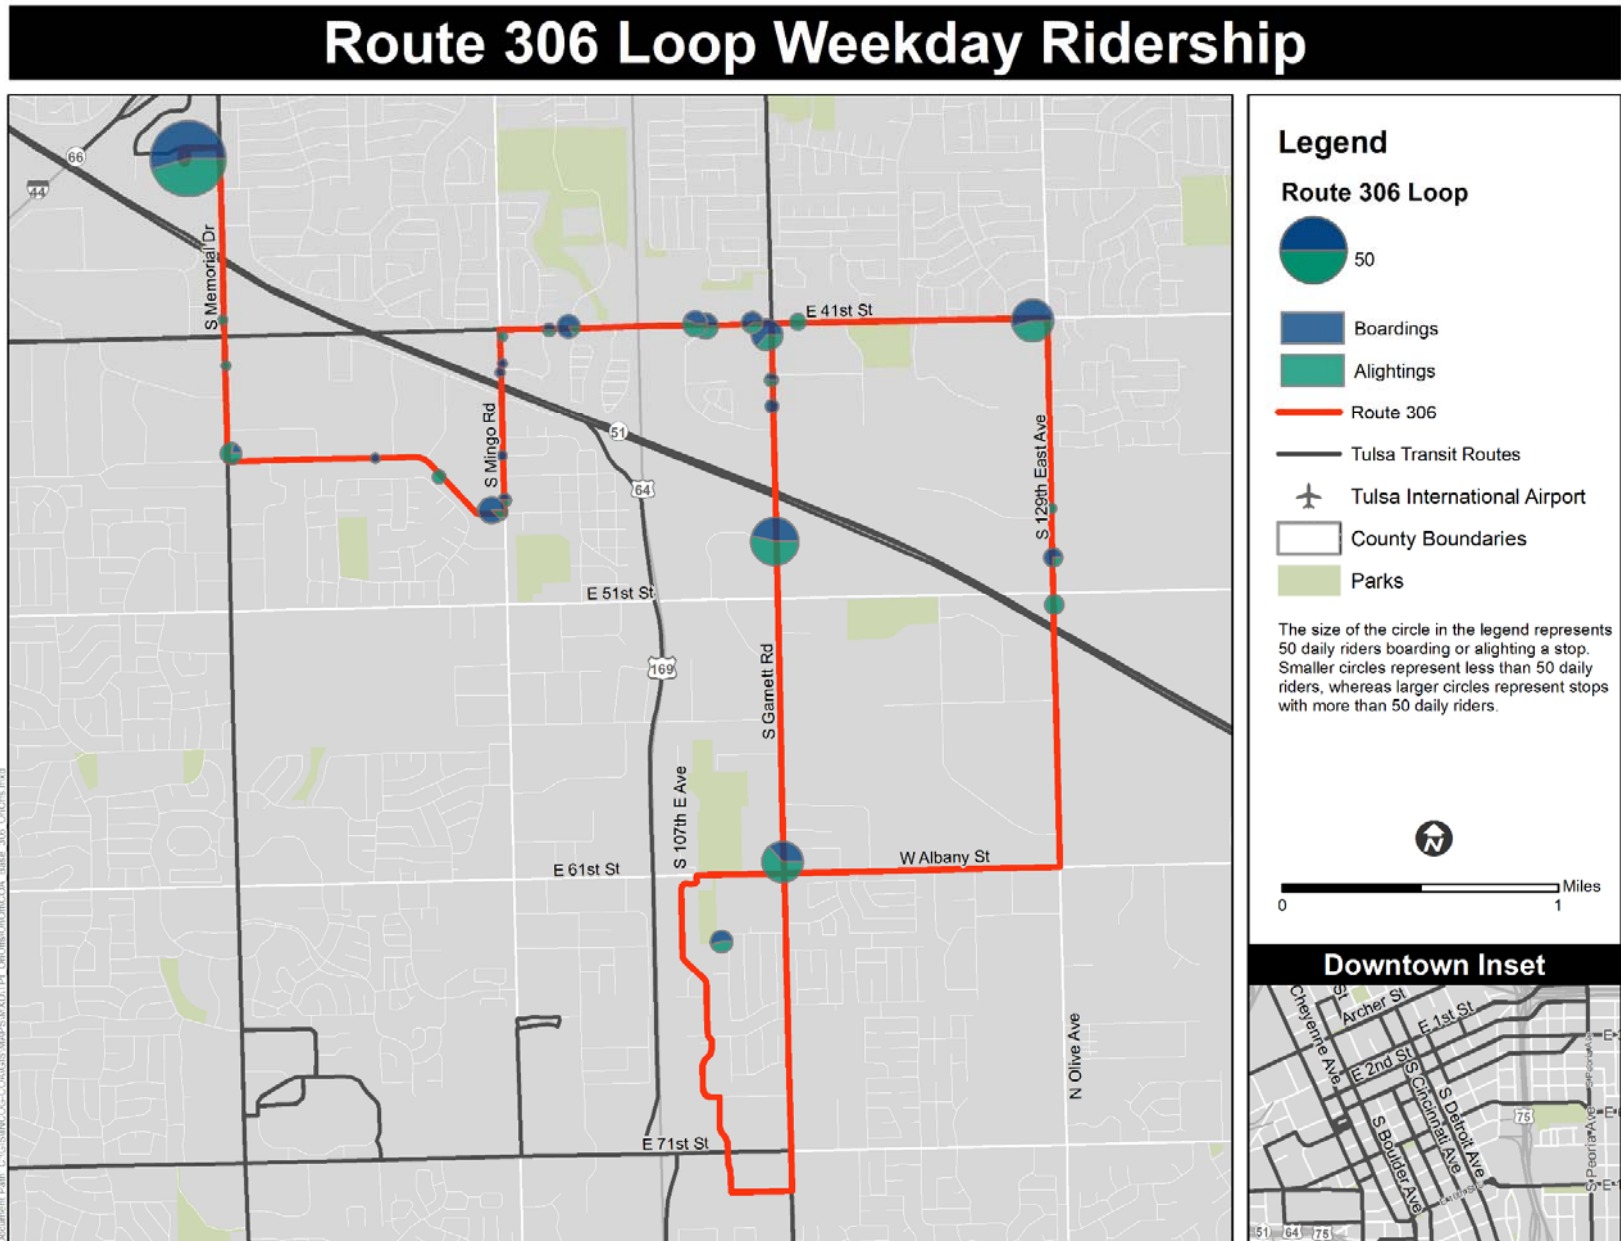 Route 306 Loop Weekday Ridership
66
44
S Memorial Dr
E 41st St
S Mingo Rd
51
64
S 129th East Ave
E 51st St
169
S Garnett Rd
S 107th E Ave
E 61st St
W Albany St
N Olive Ave
E 71st St
Legend
Route 306 Loop
50
Boardings
Alightings
Route 306
Tulsa Transit Routes
Tulsa International Airport
County Boundaries
Parks
The size of the circle in the legend represents
50 daily riders boarding or alighting a stop.
Smaller circles represent less than 50 daily
riders, whereas larger circles represent stops
with more than 50 daily riders.
N
Miles
0 1
Downtown Inset
Cheyenne Ave
St
Archer St
E 1st St
E 2nd St
S Cincinnati Ave
S Detroit Ave
S Boulder Ave
S Peoria Ave
S Peoria Ave
75
51 64 75